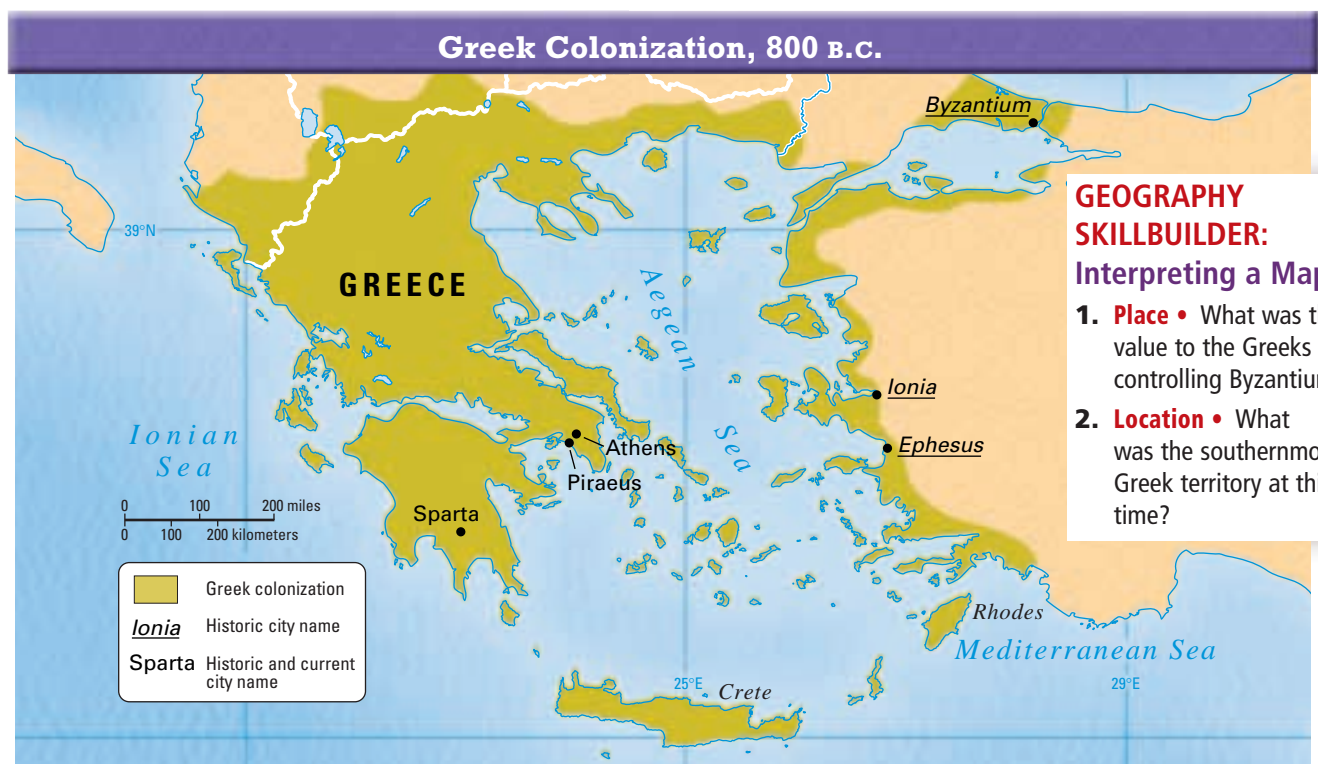 Greek Colonization, 800 B.C.
Byzantium
39°N
GREECE
Aegean
Sea
Ionia
Ephesus
Ionian
Sea
Athens
Piraeus
Sparta
0 100 200 miles
0 100 200 kilometers
Greek colonization
Ionia Historic city name
Sparta Historic and current
city name
Rhodes
Mediterranean Sea
25°E
Crete
29°E
GEOGRAPHY
SKILLBUILDER:
Interpreting a Map
1. Place • What was t
value to the Greeks
controlling Byzantium
2. Location • What
was the southernmo
Greek territory at thi
time?